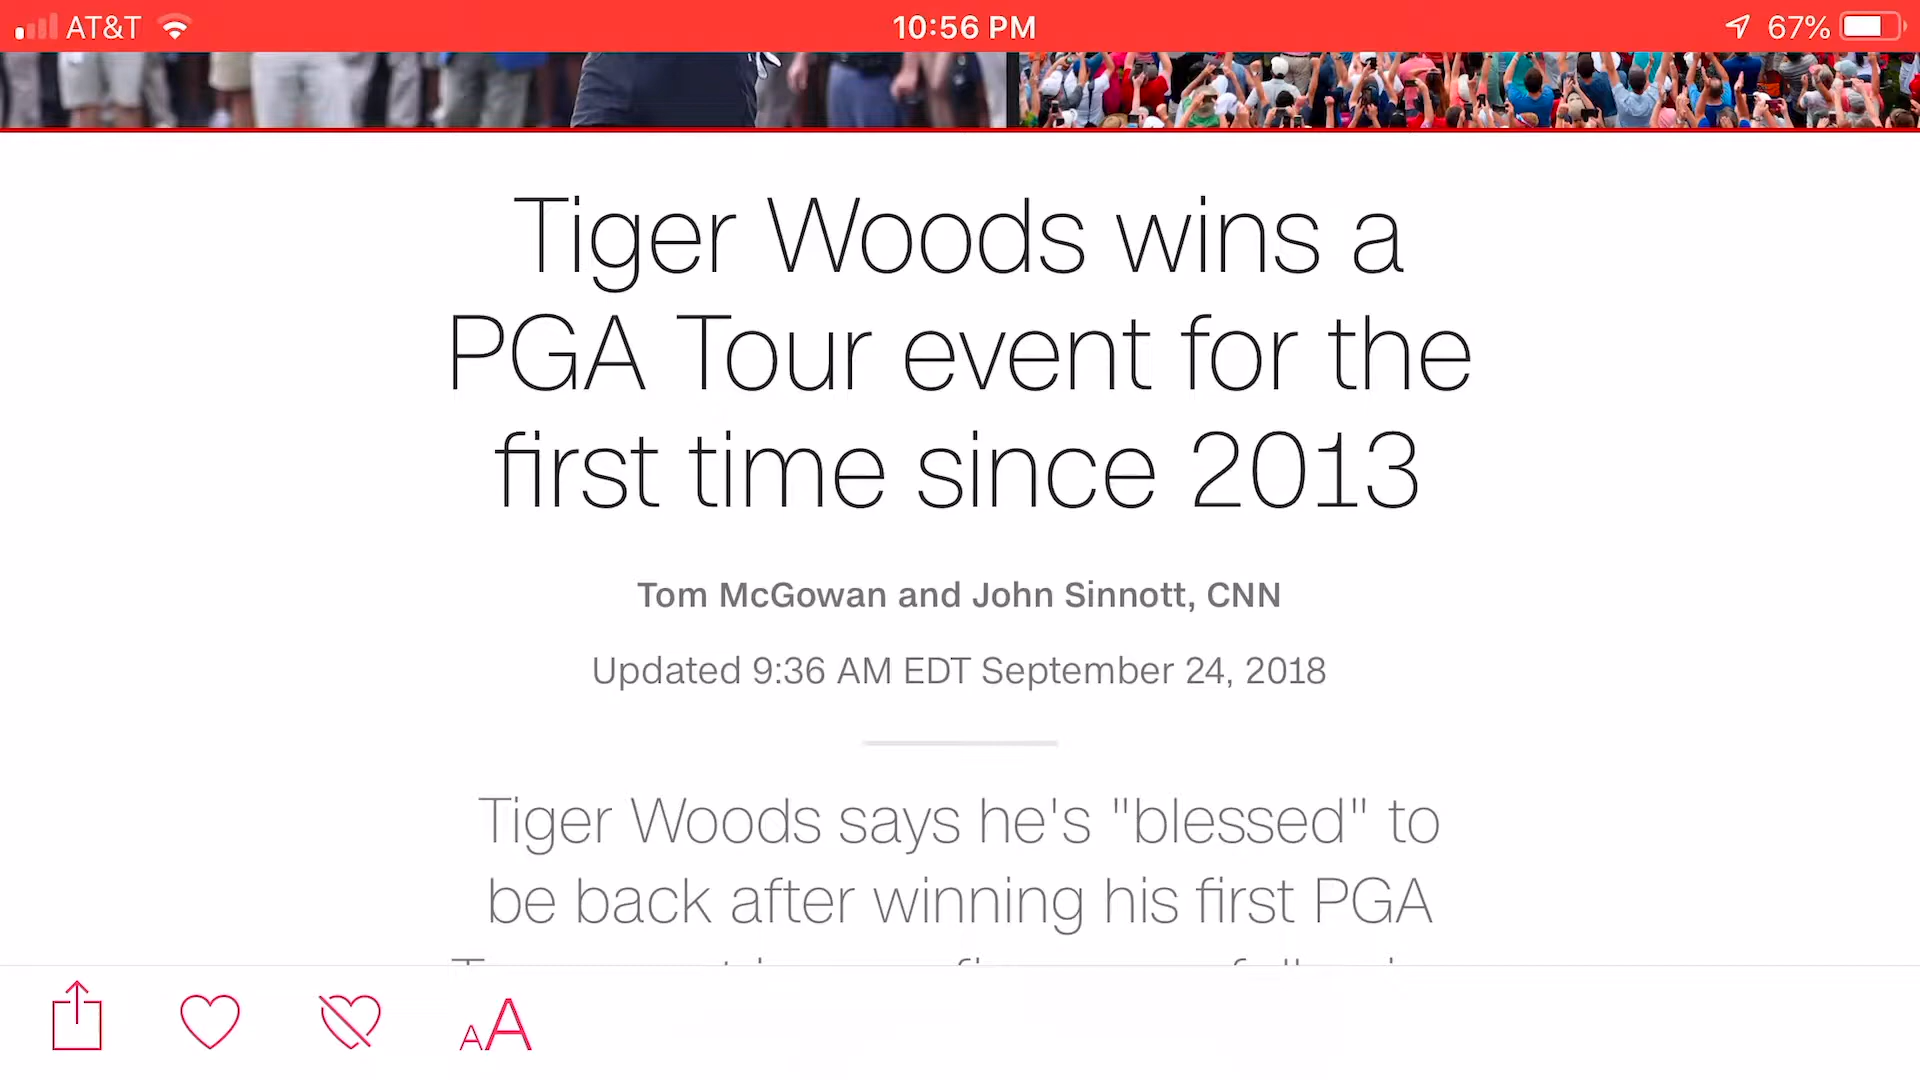 AT&T 10:56 PM 67%
Tiger Woods wins a
PGA Tour event for the
first time since 2013
Tom McGowan and John Sinnott, CNN
Updated 9:36 AM EDT September 24, 2018
Tiger Woods says he's "blessed" to
be back after winning his first PGA
AA